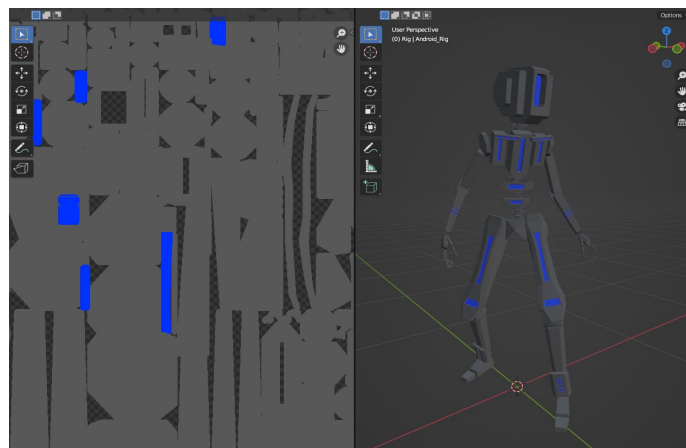 Options
User Perspective
(0) Rig | Android_Rig
Z